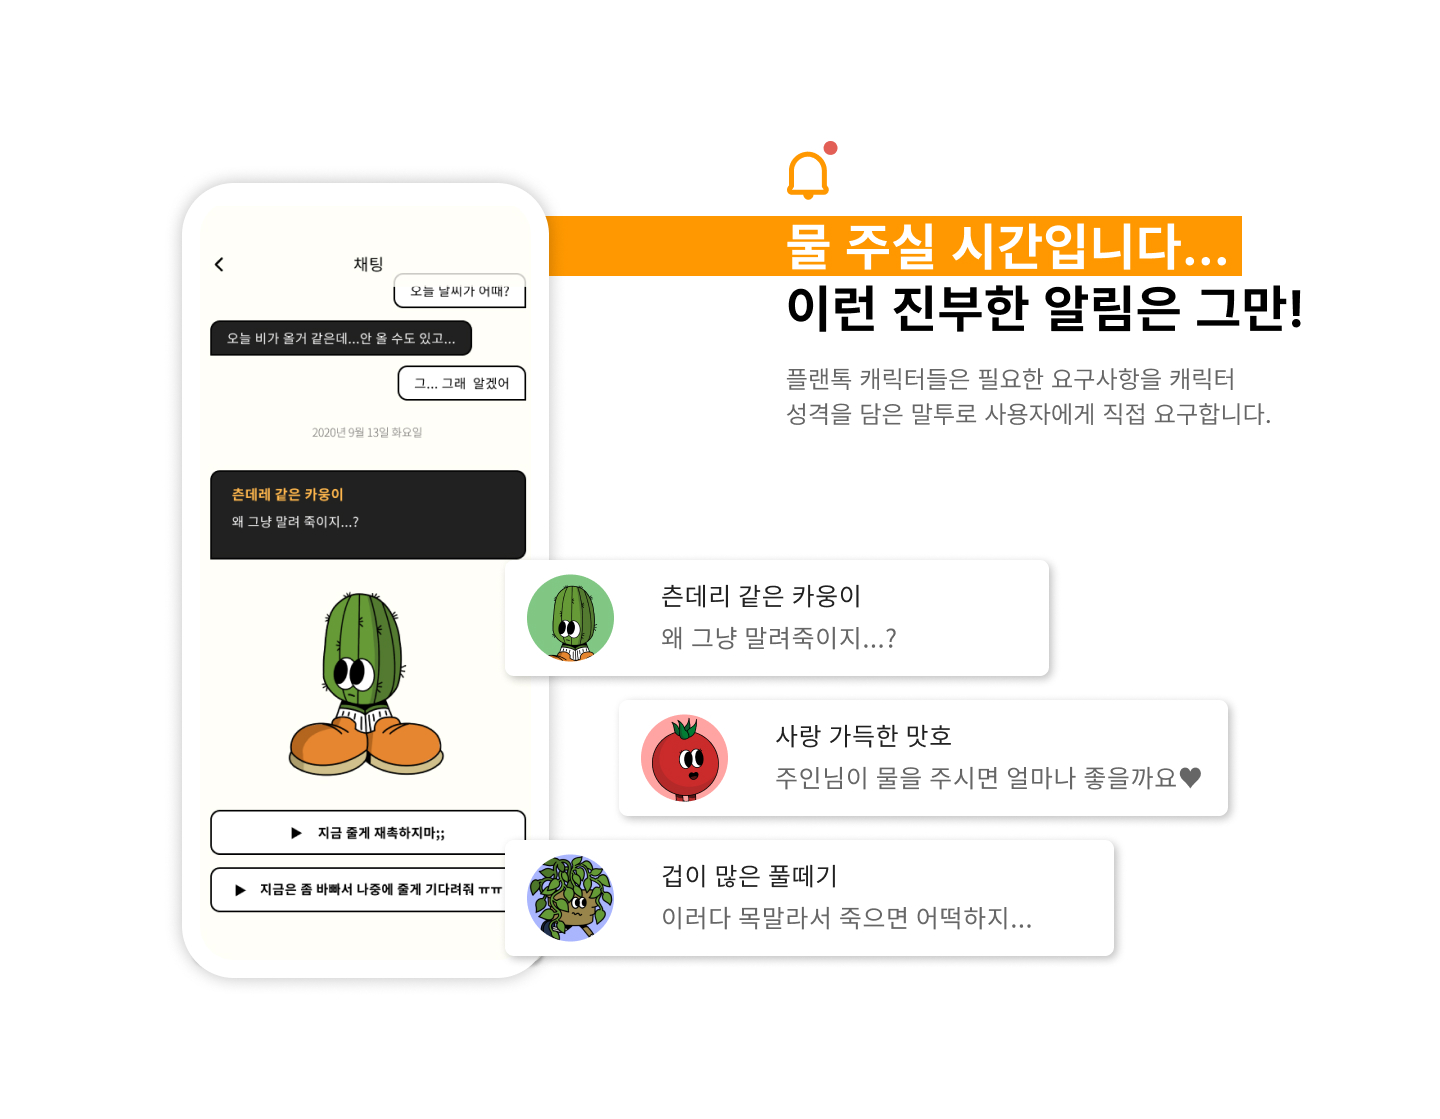 채팅
오늘 날씨가 어때?
오늘 비가 올거 같은데...안 올 수도 있고...
그... 그래 알겠어
2020년 9월 13일 화요일
츤데레 같은 카웅이
왜 그냥 말려 죽이지...?
▶ 지금 줄게 재촉하지마;;
▶ 지금은 좀 바빠서 나중에 줄게 기다려줘 ㅠㅠ
물 주실 시간입니다...
이런 진부한 알림은 그만!
플랜톡 캐릭터들은 필요한 요구사항을 캐릭터
성격을 담은 말투로 사용자에게 직접 요구합니다.
츤데리 같은 카웅이
왜 그냥 말려죽이지...?
사랑 가득한 맛호
주인님이 물을 주시면 얼마나 좋을까요♥
겁이 많은 풀떼기
이러다 목말라서 죽으면 어떡하지...